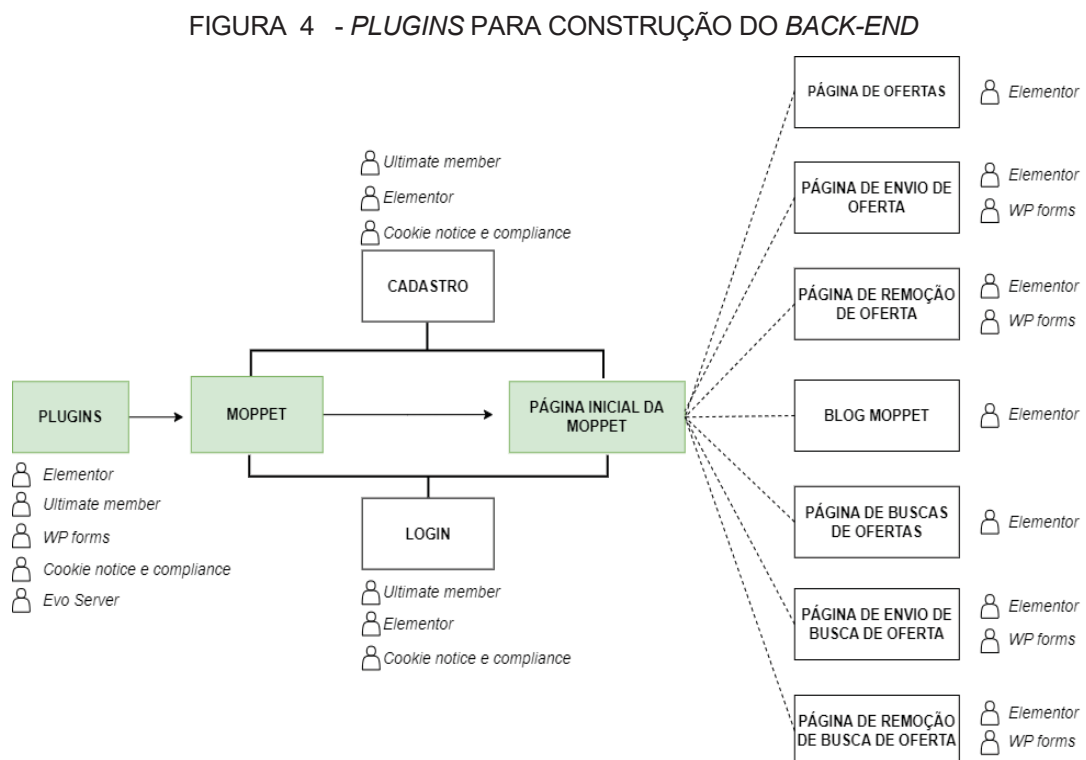 FIGURA 4 - PLUGINS PARA CONSTRUÇÃO DO BACK-END
PLUGINS
Elementor
Ultimate member
WP forms
Cookie notice e compliance
Evo Server
MOPPET
Ultimate member
Elementor
Cookie notice e compliance
CADASTRO
LOGIN
Ultimate member
Elementor
Cookie notice e compliance
PÁGINA INICIAL DA
MOPPET
PÁGINA DE OFERTAS
Elementor
PÁGINA DE ENVIO DE
OFERTA
Elementor
WP forms
PÁGINA DE REMOÇÃO
DE OFERTA
Elementor
WP forms
BLOG MOPPET
Elementor
PÁGINA DE BUSCAS
DE OFERTAS
Elementor
PÁGINA DE ENVIO DE
BUSCA DE OFERTA
Elementor
WP forms
PÁGINA DE REMOÇÃO
DE BUSCA DE OFERTA
Elementor
WP forms